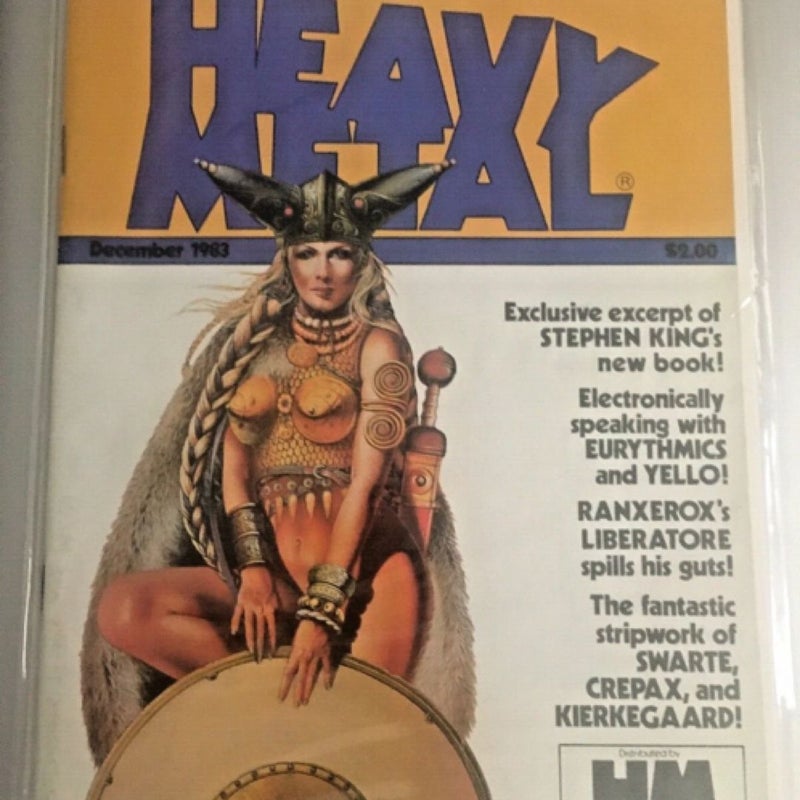 HEAVY
METAL
®
December 1983
$2.00
Exclusive excerpt of
STEPHEN KING's
new book!
Electronically
speaking with
EURYTHMICS
and YELLO!
RANXEROX's
LIBERATORE
spills his guts!
The fantastic
stripwork of
SWARTE,
CREPAX, and
KIERKEGAARD!
Distributed by
HM